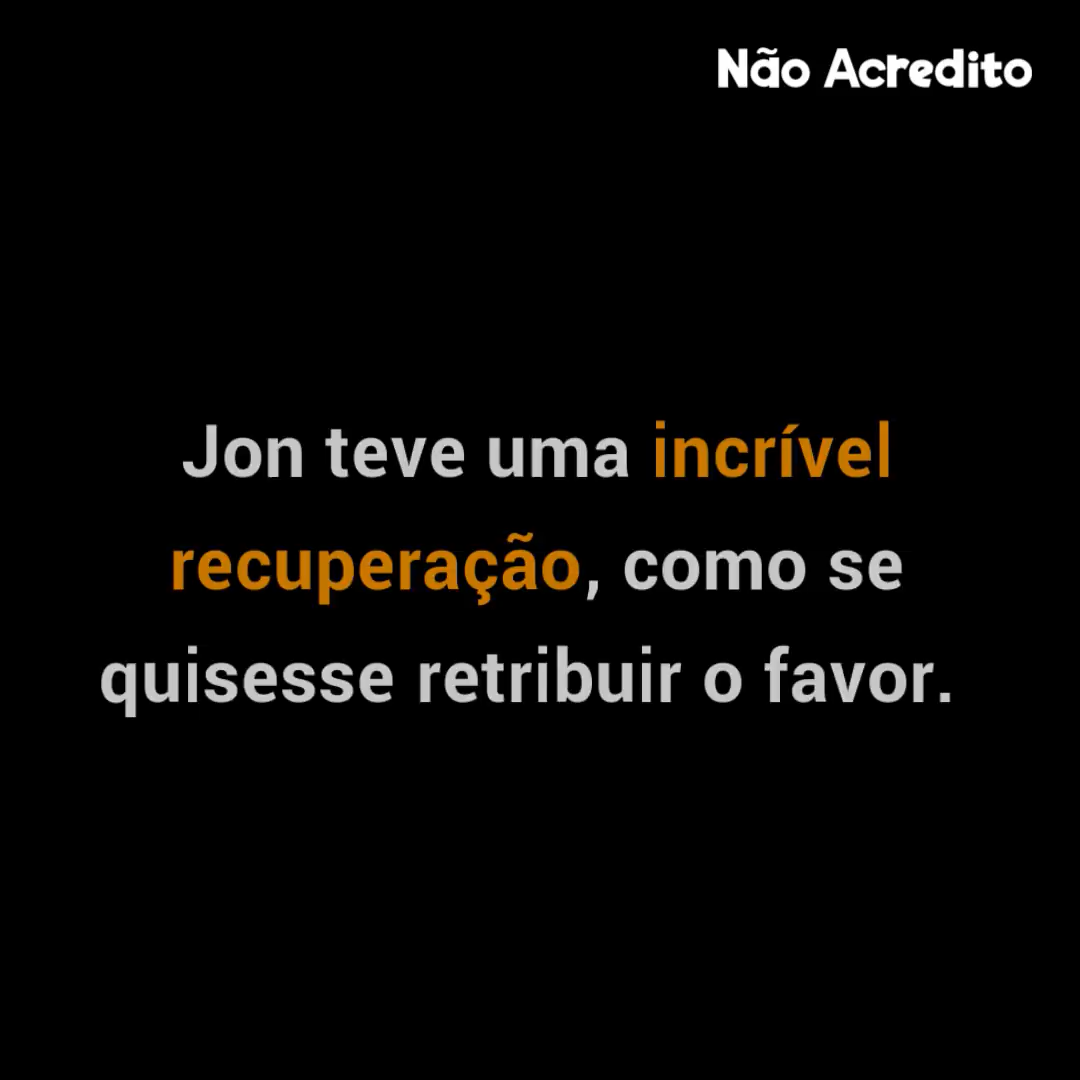 Não Acredito
Jon teve uma incrível
recuperação, como se
quisesse retribuir o favor.